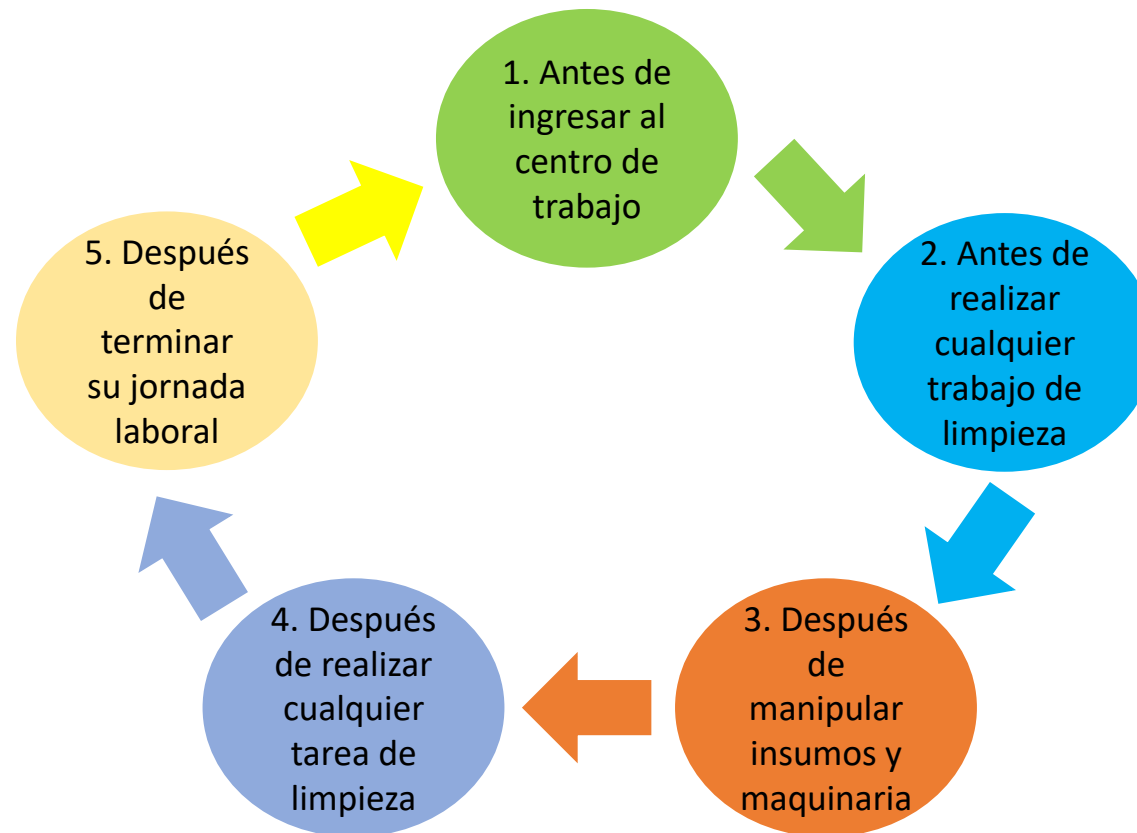 1. Antes de
ingresar al
centro de
trabajo
2. Antes de
realizar
cualquier
trabajo de
limpieza
3. Después
de
manipular
insumos y
maquinaria
4. Después
de realizar
cualquier
tarea de
limpieza
5. Después
de
terminar
su jornada
laboral